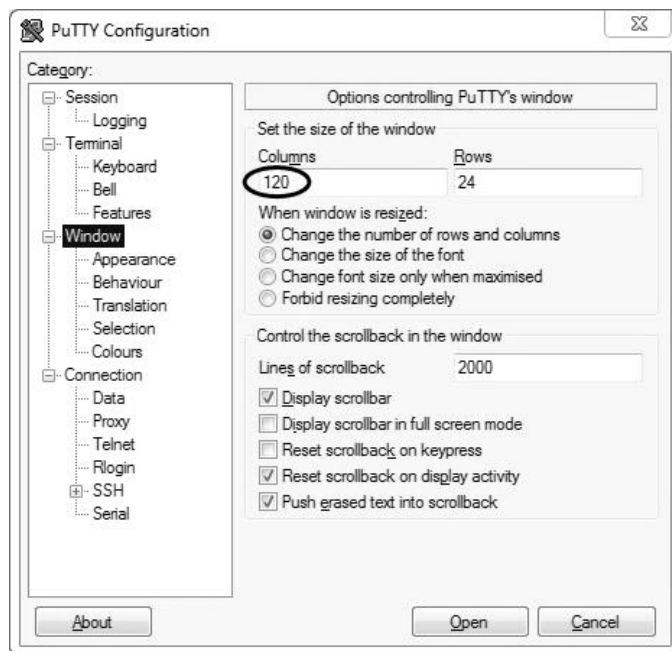 PuTTY Configuration
Category:
Session
Logging
Terminal
Keyboard
Bell
Features
Window
Appearance
Behaviour
Translation
Selection
Colours
Connection
Data
Proxy
Telnet
Rlogin
SSH
Serial
Options controlling PuTTY's window
Set the size of the window
Columns Rows
120 24
When window is resized:
Change the number of rows and columns
Change the size of the font
Change font size only when maximised
Forbid resizing completely
Control the scrollback in the window
Lines of scrollback 2000
Display scrollbar
Display scrollbar in full screen mode
Reset scrollback on keypress
Reset scrollback on display activity
Push erased text into scrollback
About Open Cancel